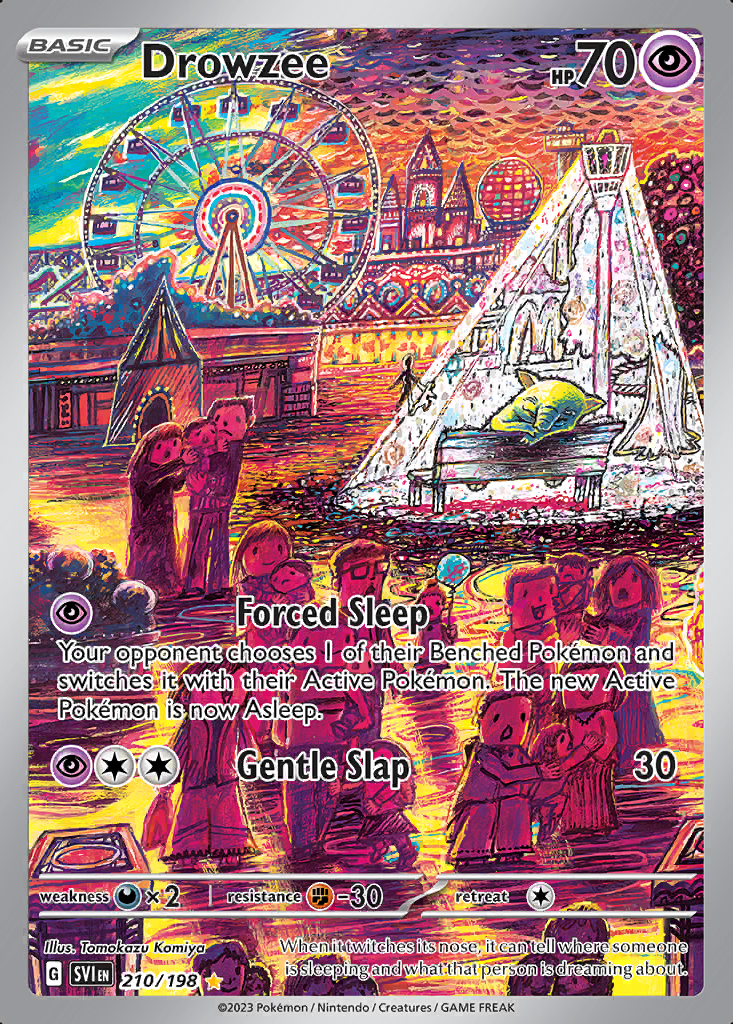 BASIC
Drowzee
HP 70
Forced Sleep
Your opponent chooses 1 of their Benched Pokémon and
switches it with their Active Pokémon. The new Active
Pokémon is now Asleep.
Gentle Slap 30
weakness ×2 resistance -30 retreat
Illus. Tomokazu Komiya
When it twitches its nose, it can tell where someone
is sleeping and what that person is dreaming about.
G SVI EN 210/198
©2023 Pokémon / Nintendo / Creatures / GAME FREAK